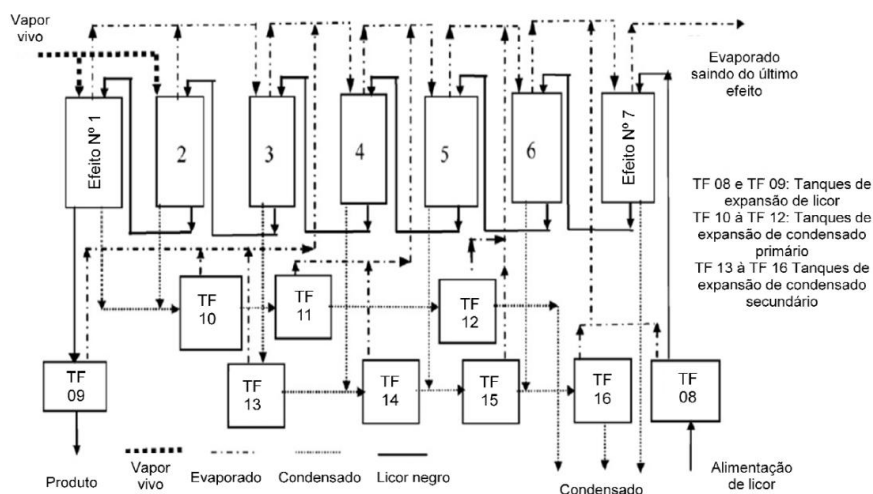 Vapor
vivo
Evaporado
saindo do último
efeito
Efeito Nº 1
2
3
4
5
6
Efeito Nº 7
TF 08 e TF 09: Tanques de
expansão de licor
TF 10 à TF 12: Tanques de
expansão de condensado
primário
TF 13 à TF 16 Tanques de
expansão de condensado
secundário
TF
10
TF
11
TF
12
TF
09
TF
13
TF
14
TF
15
TF
16
TF
08
Produto
Vapor
vivo
Evaporado
Condensado
Licor negro
Condensado
Alimentação
de licor